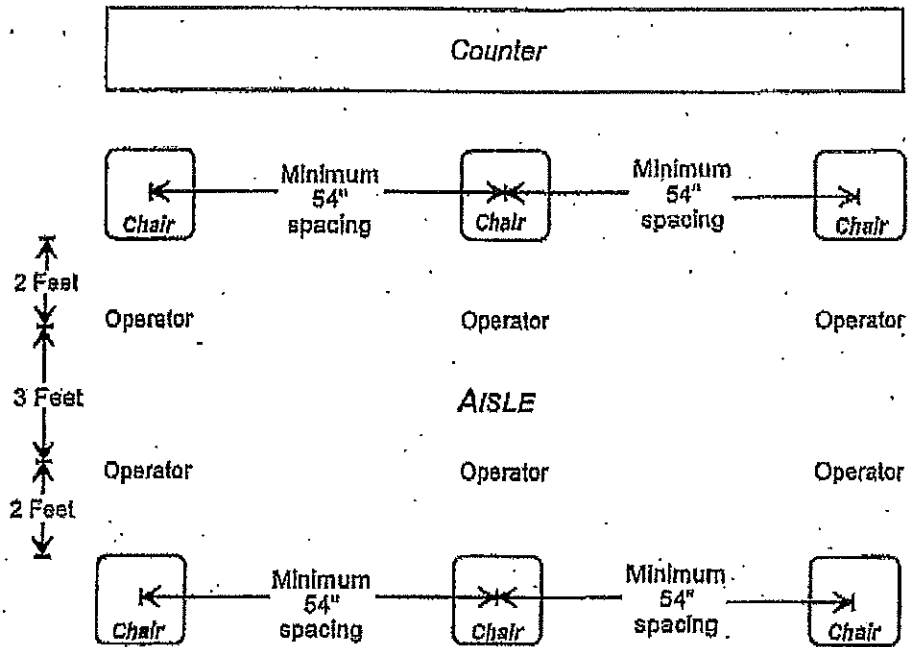 Counter
Minimum 54" spacing
Minimum 54" spacing
Chair
Chair
Chair
2 Feet
Operator
Operator
Operator
3 Feet
AISLE
Operator
Operator
Operator
2 Feet
Minimum 54" spacing
Minimum 54" spacing
Chair
Chair
Chair